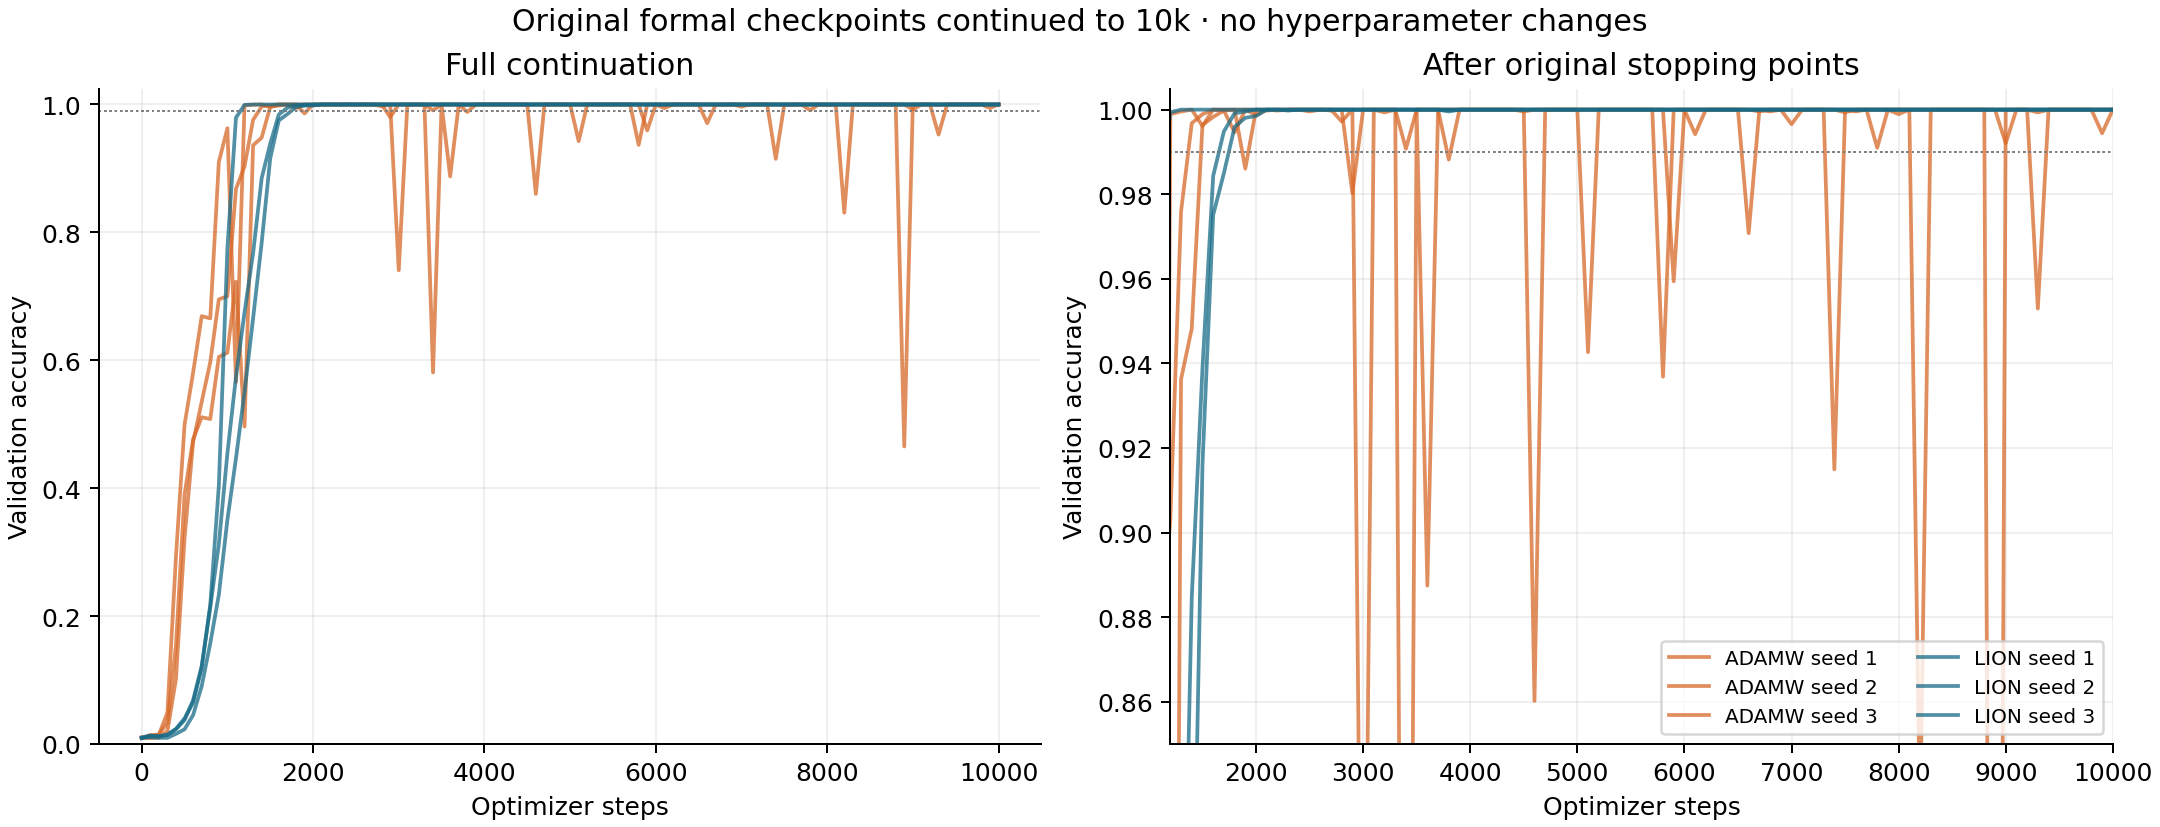 Original formal checkpoints continued to 10k · no hyperparameter changes
Full continuation
Validation accuracy
1.0
0.8
0.6
0.4
0.2
0.0
0
2000
4000
6000
8000
10000
Optimizer steps
After original stopping points
Validation accuracy
1.00
0.98
0.96
0.94
0.92
0.90
0.88
0.86
2000
3000
4000
5000
6000
7000
8000
9000
10000
Optimizer steps
ADAMW seed 1
ADAMW seed 2
ADAMW seed 3
LION seed 1
LION seed 2
LION seed 3